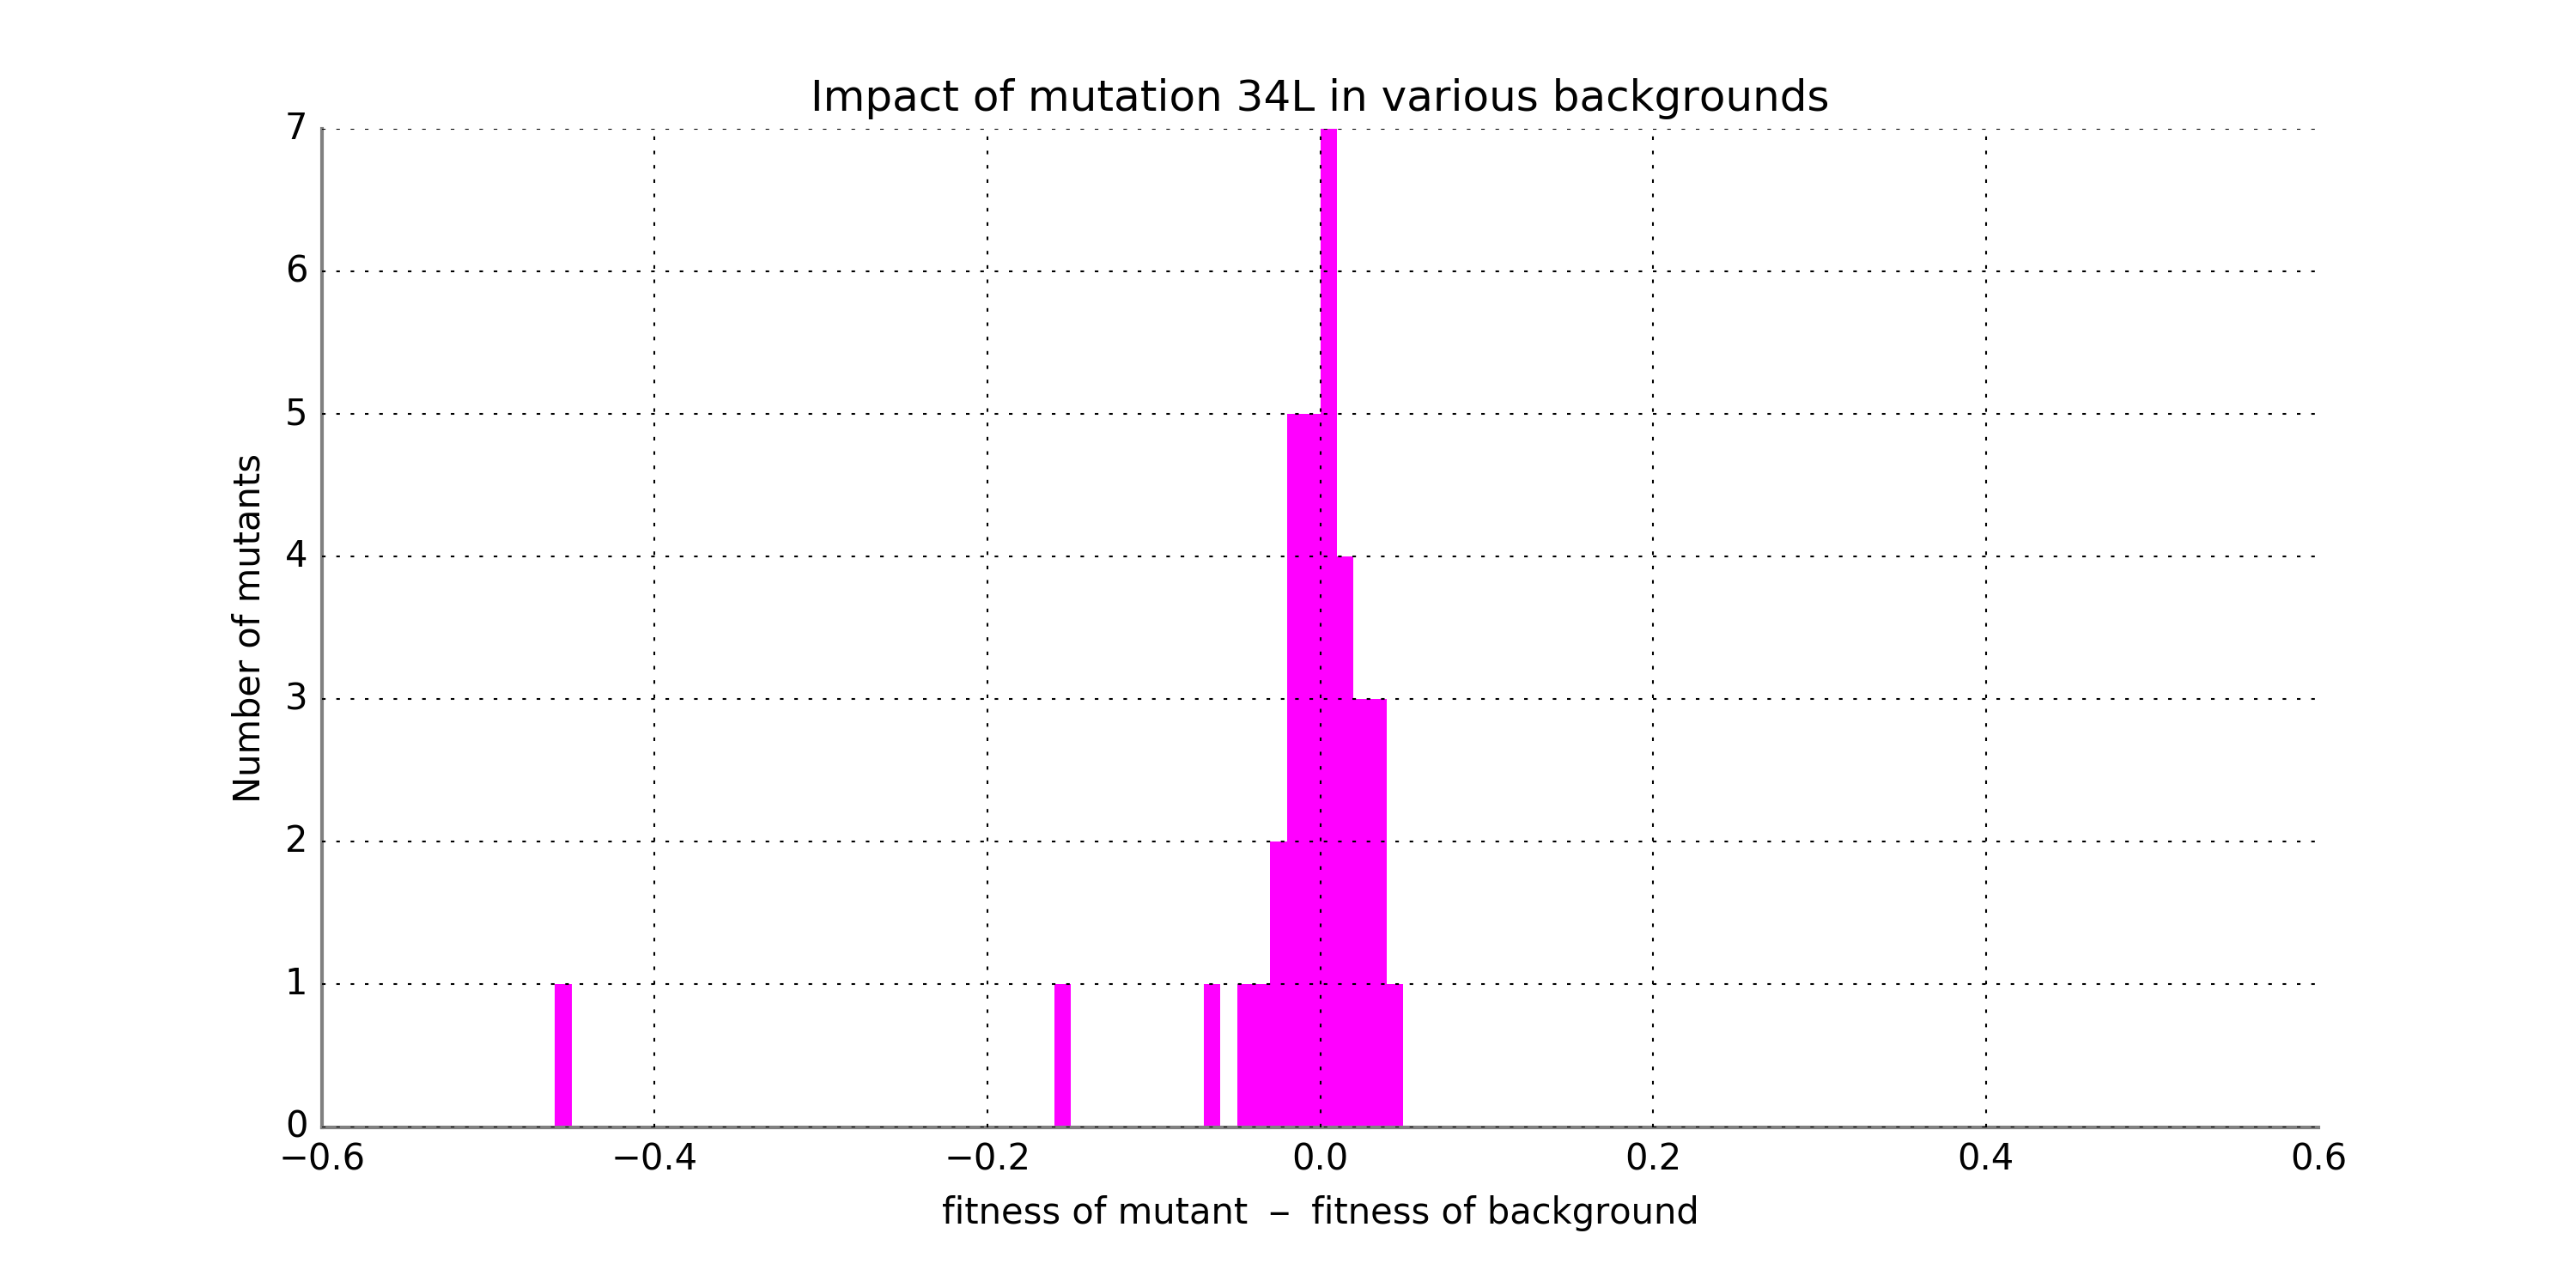 Impact of mutation 34L in various backgrounds
7
6
5
4
3
2
1
0
Number of mutants
−0.6 −0.4 −0.2 0.0 0.2 0.4 0.6
fitness of mutant − fitness of background